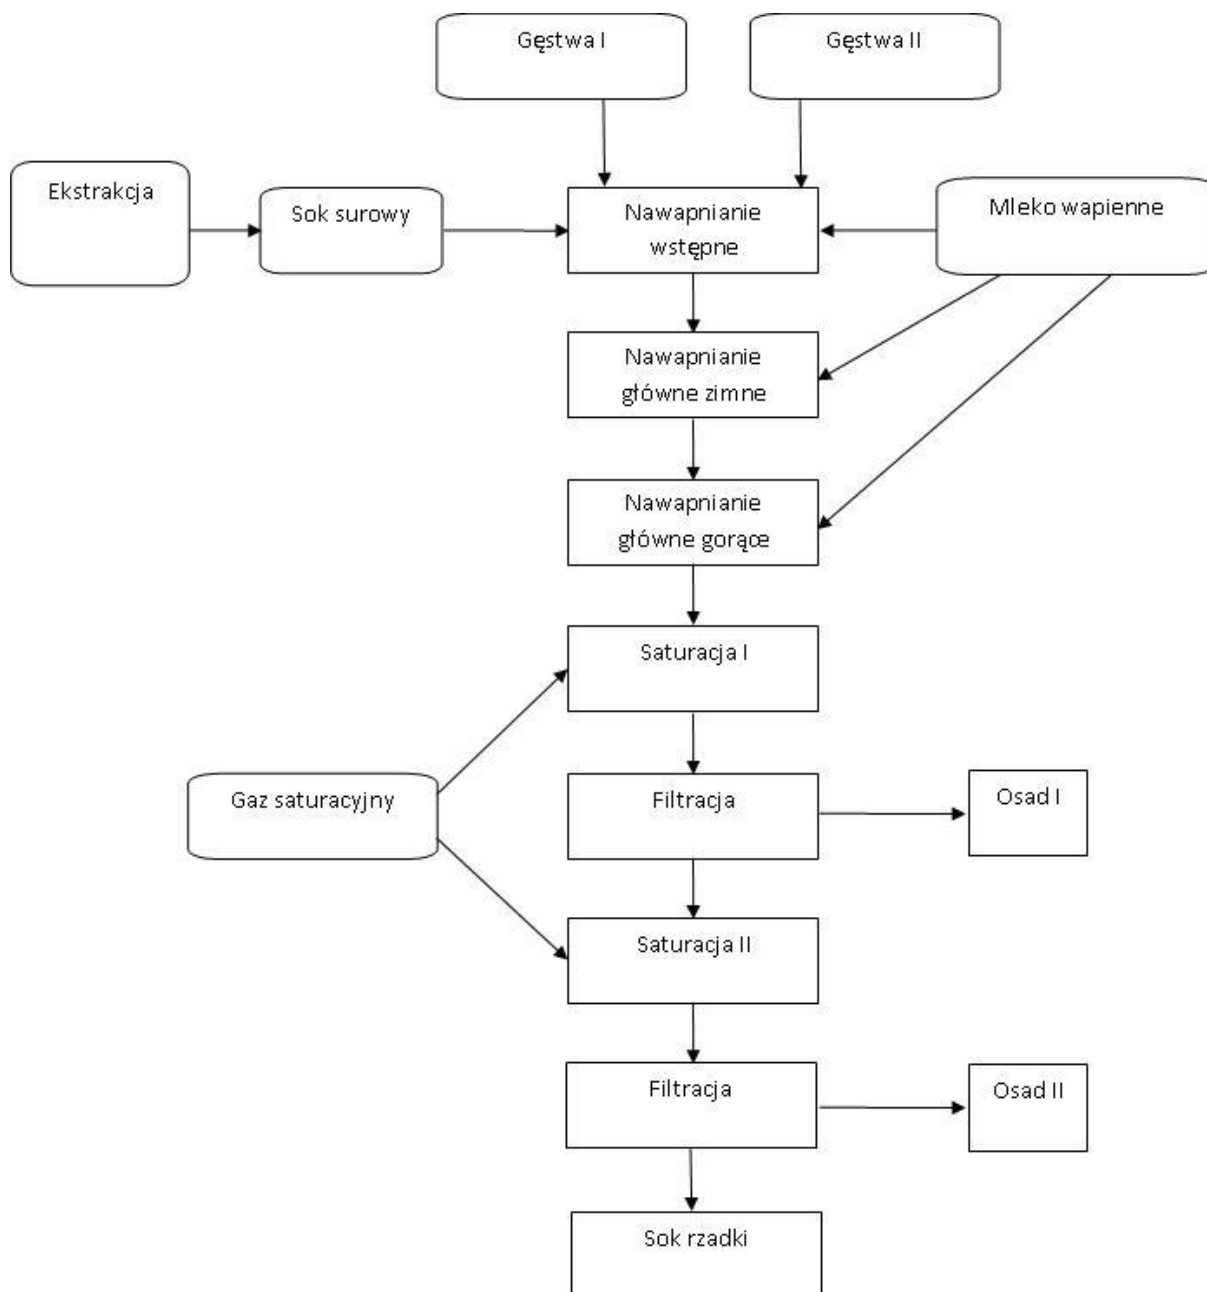 Gęstwa I
Gęstwa II
Ekstrakcja
Sok surowy
Nawapnianie
wstępne
Mleko wapienne
Nawapnianie
główne zimne
Nawapnianie
główne gorące
Saturacja I
Gaz saturacyjny
Filtracja
Osad I
Saturacja II
Filtracja
Osad II
Sok rzadki